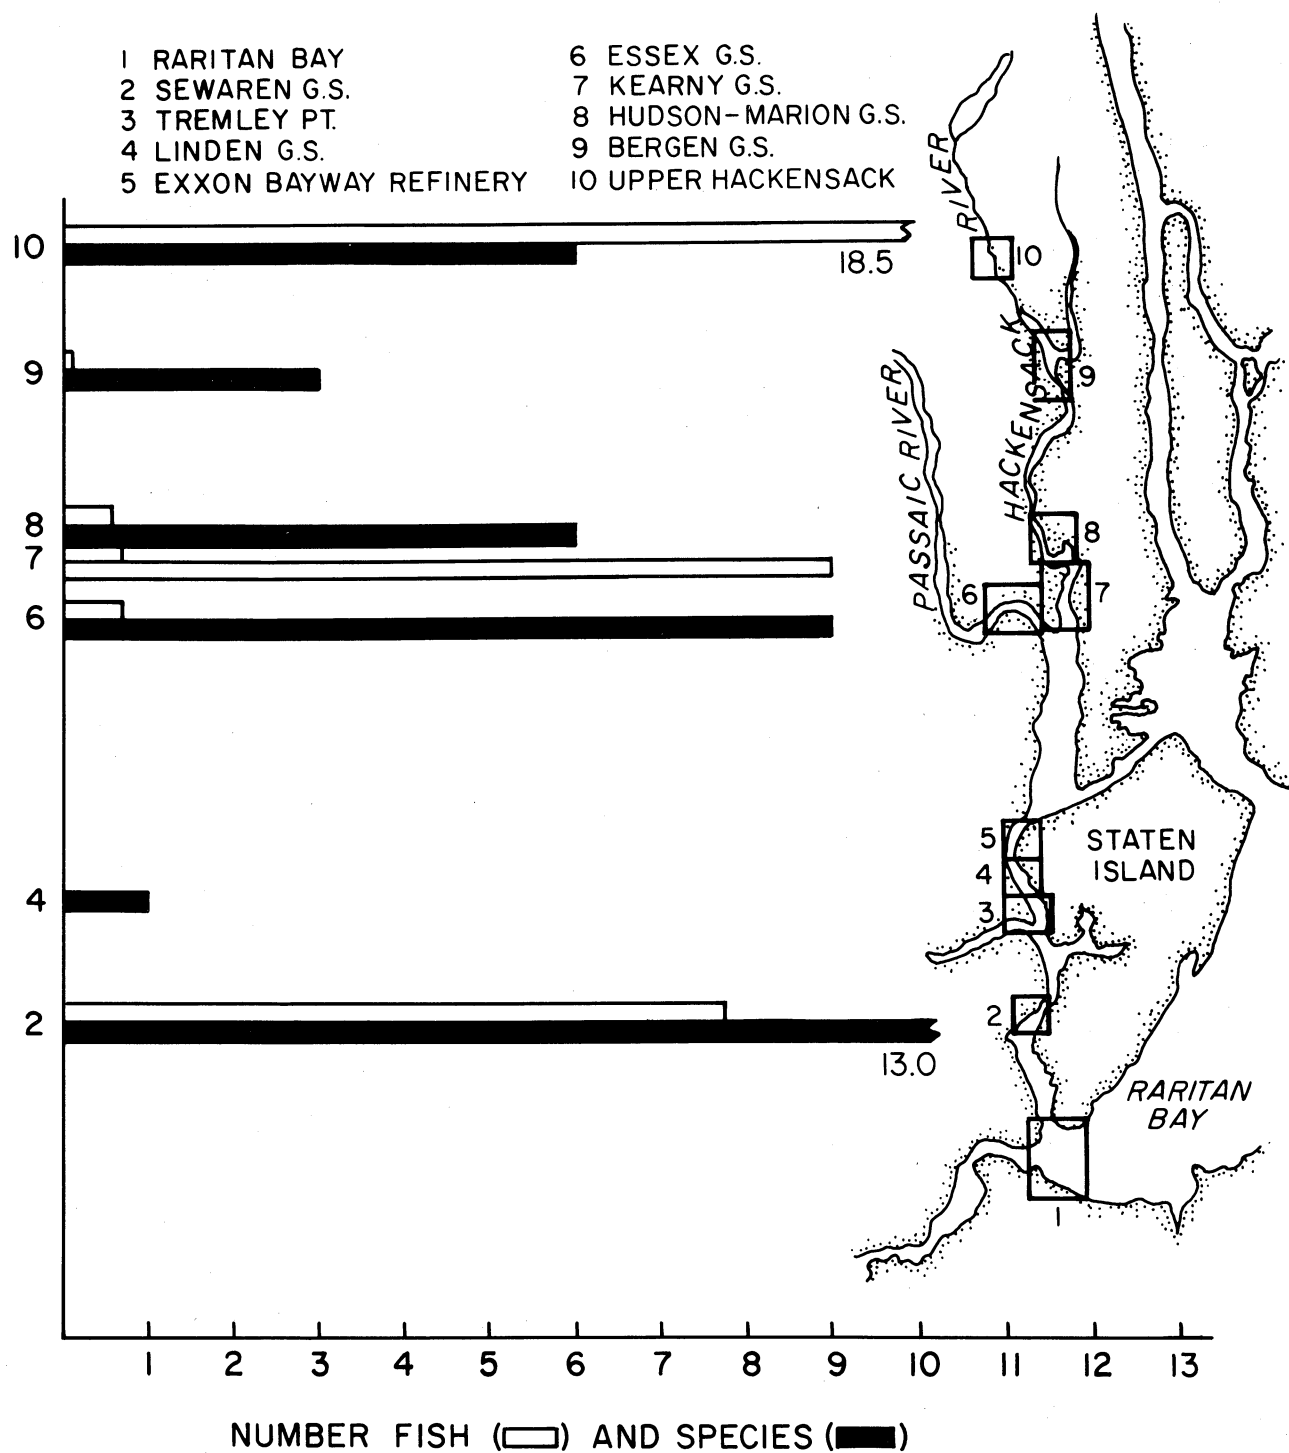 1 RARITAN BAY
2 SEWAREN G.S.
3 TREMLEY PT.
4 LINDEN G.S.
5 EXXON BAYWAY REFINERY
6 ESSEX G.S.
7 KEARNY G.S.
8 HUDSON-MARION G.S.
9 BERGEN G.S.
10 UPPER HACKENSACK
10
18.5
9
8
7
6
4
2
13.0
HACKENSACK RIVER
PASSAIC RIVER
10
9
8
7
6
5
4
3
2
1
STATEN
ISLAND
RARITAN
BAY
1 2 3 4 5 6 7 8 9 10 11 12 13
NUMBER FISH ( ) AND SPECIES ( )